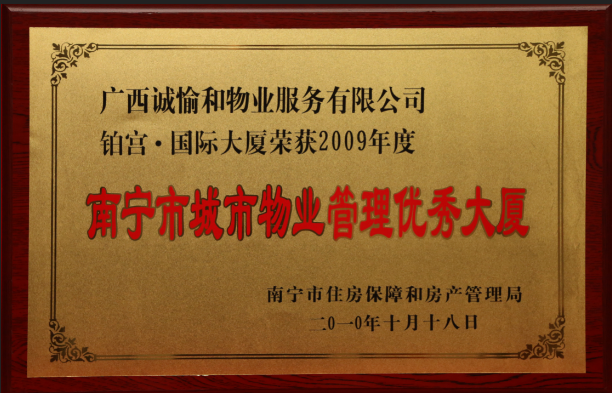 广西诚愉和物业服务有限公司
铂宫·国际大厦荣获2009年度
南宁市城市物业管理优秀大厦
南宁市住房保障和房产管理局
二0一0年十月十八日